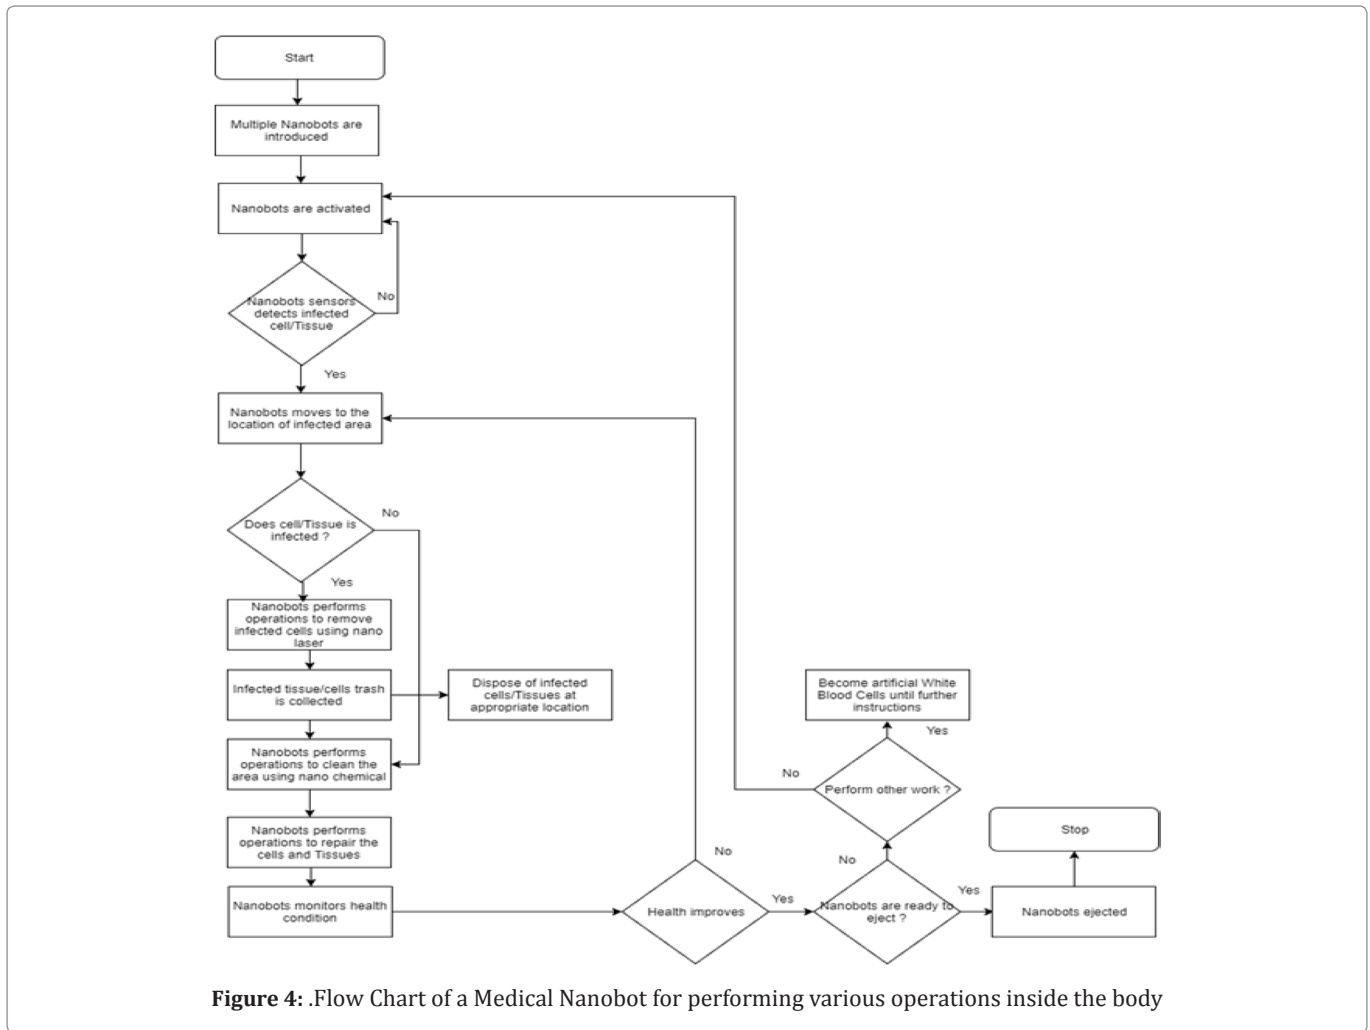 Start
Multiple Nanobots are
introduced
Nanobots are activated
Nanobots sensors
detects infected
cell/Tissue
No
Yes
Nanobots moves to the
location of infected area
Does cell/Tissue is
infected ?
No
Yes
Nanobots performs
operations to remove
infected cells using nano
laser
Infected tissue/cells trash
is collected
Dispose of infected
cells/Tissues at
appropriate location
Nanobots performs
operations to clean the
area using nano chemical
Nanobots performs
operations to repair the
cells and Tissues
Nanobots monitors health
condition
Health improves
No
Yes
Nanobots are ready to
eject ?
No
Yes
Perform other work ?
No
Yes
Become artificial White
Blood Cells until further
instructions
Nanobots ejected
Stop
Figure 4: .Flow Chart of a Medical Nanobot for performing various operations inside the body